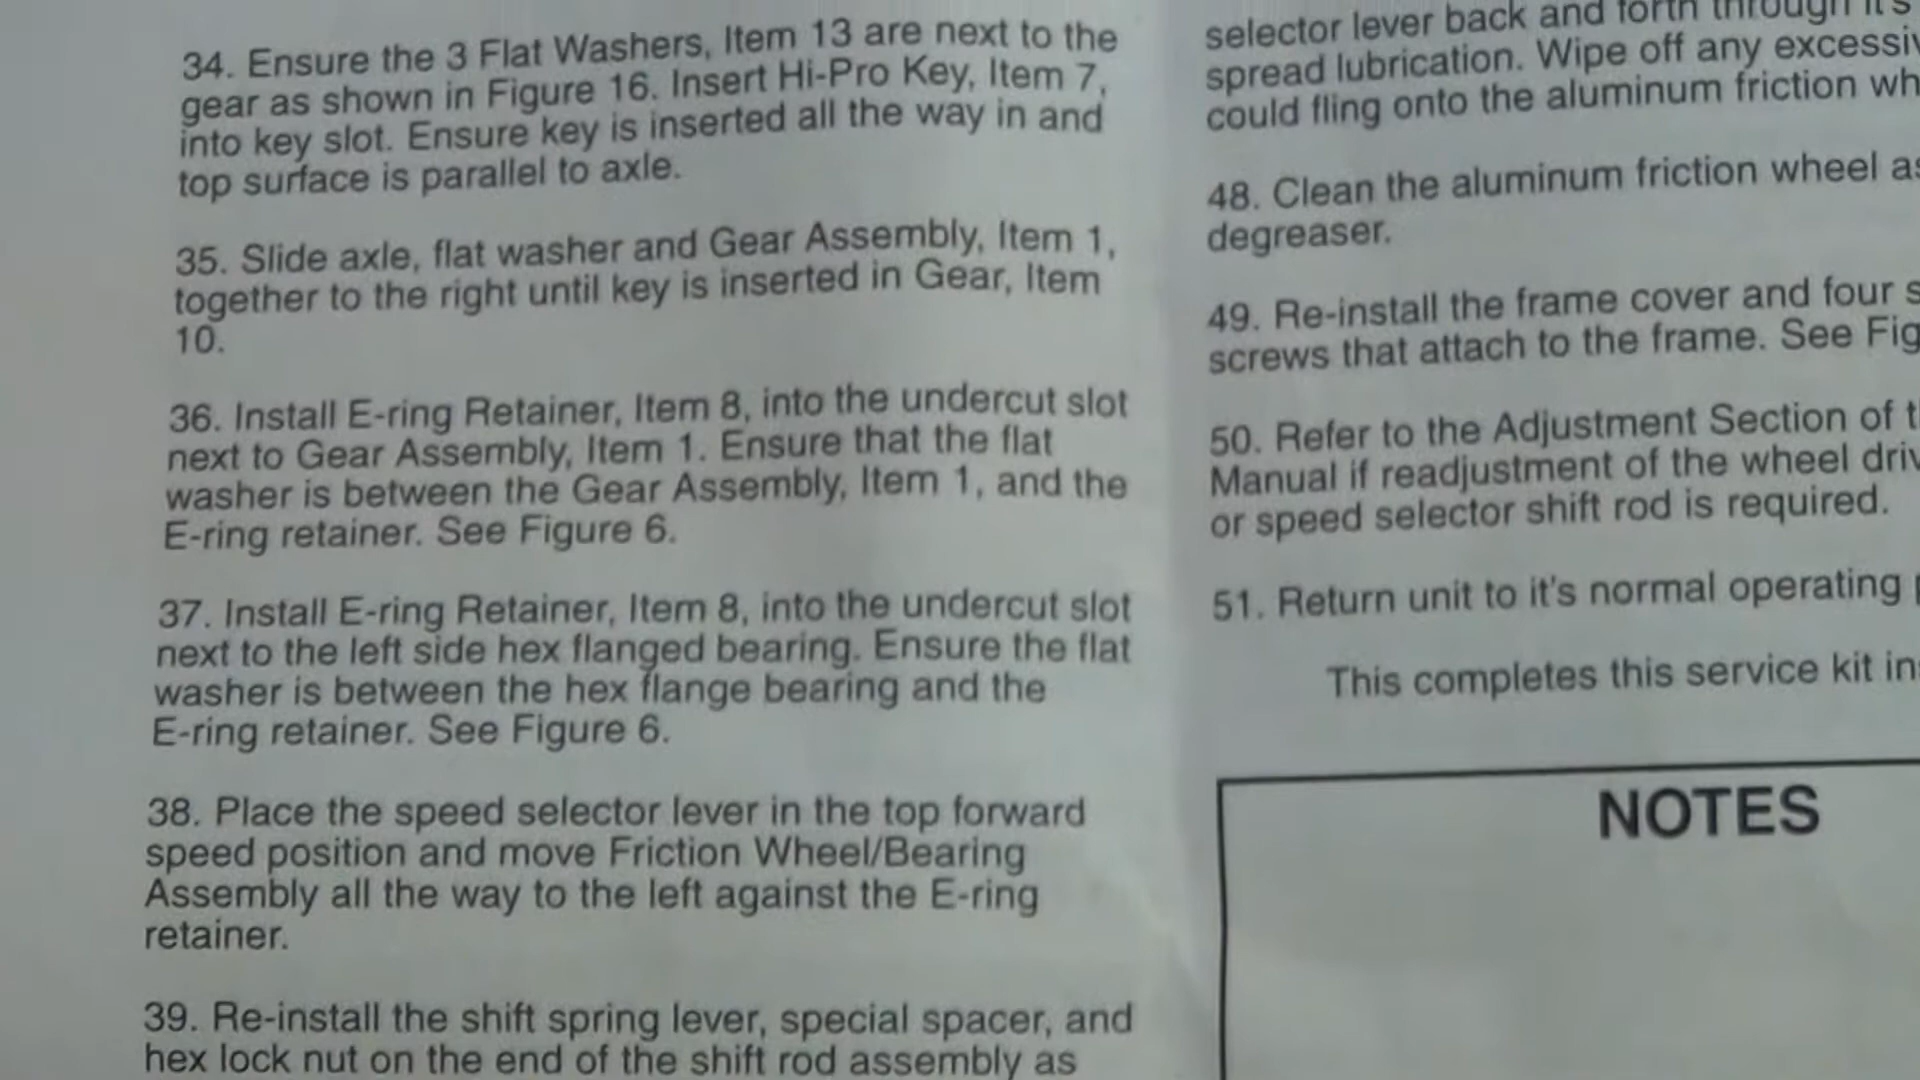 34. Ensure the 3 Flat Washers, Item 13 are next to the
gear as shown in Figure 16. Insert Hi-Pro Key, Item 7,
into key slot. Ensure key is inserted all the way in and
top surface is parallel to axle.
35. Slide axle, flat washer and Gear Assembly, Item 1,
together to the right until key is inserted in Gear, Item
10.
36. Install E-ring Retainer, Item 8, into the undercut slot
next to Gear Assembly, Item 1. Ensure that the flat
washer is between the Gear Assembly, Item 1, and the
E-ring retainer. See Figure 6.
37. Install E-ring Retainer, Item 8, into the undercut slot
next to the left side hex flanged bearing. Ensure the flat
washer is between the hex flange bearing and the
E-ring retainer. See Figure 6.
38. Place the speed selector lever in the top forward
speed position and move Friction Wheel/Bearing
Assembly all the way to the left against the E-ring
retainer.
39. Re-install the shift spring lever, special spacer, and
hex lock nut on the end of the shift rod assembly as
selector lever back and forth through it's
spread lubrication. Wipe off any
could fling onto the aluminum friction
48. Clean the aluminum friction wheel
degreaser.
49. Re-install the frame cover and four
screws that attach to the frame. See
50. Refer to the Adjustment Section of
Manual if readjustment of the wheel
or speed selector shift rod is required.
51. Return unit to it's normal operating
This completes this service kit
NOTES